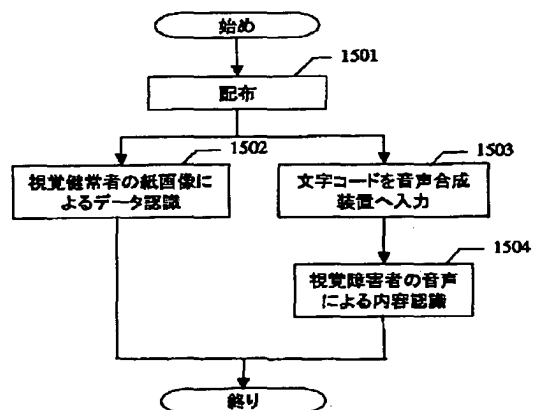 始め
1501
配布
1502
視覚健常者の紙画像に
よるデータ認識
1503
文字コードを音声合成
装置へ入力
1504
視覚障害者の音声
による内容認識
終り